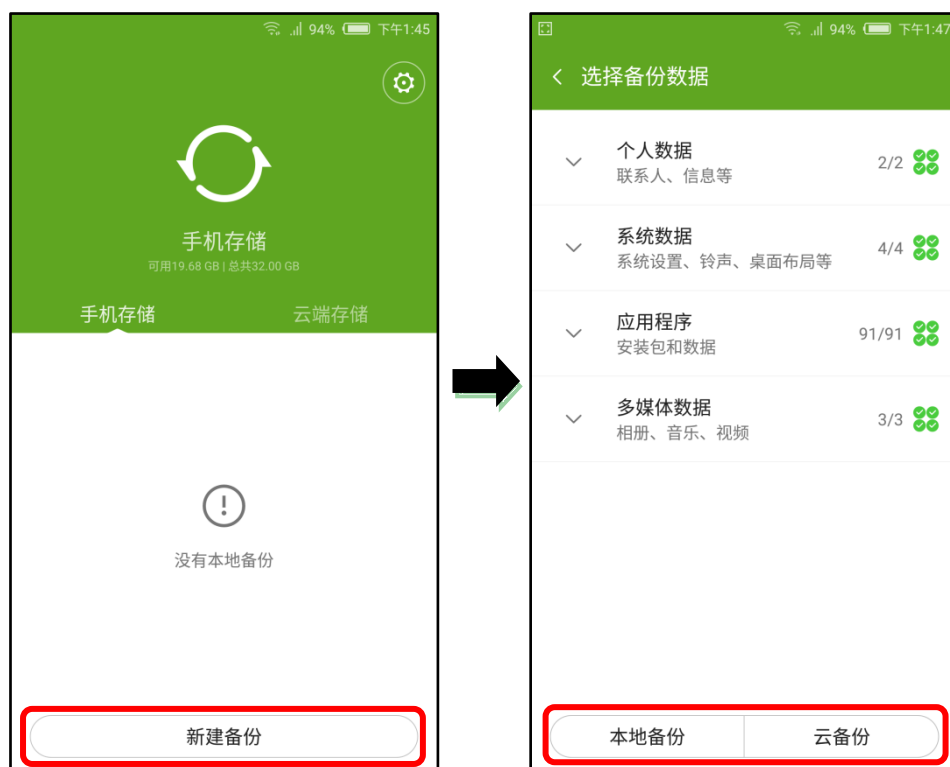 94% 下午1:45
手机存储
可用19.68 GB | 总共32.00 GB
手机存储 云端存储
没有本地备份
新建备份
94% 下午1:47
选择备份数据
个人数据
联系人、信息等
2/2
系统数据
系统设置、铃声、桌面布局等
4/4
应用程序
安装包和数据
91/91
多媒体数据
相册、音乐、视频
3/3
本地备份 云备份